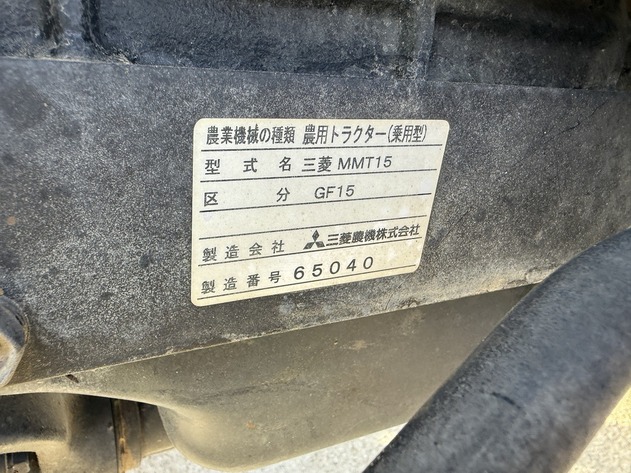 農業機械の種類 農用トラクター(乗用型)
型式名 三菱 MMT15
区分 GF15
製造会社 三菱農機株式会社
製造番号 65040